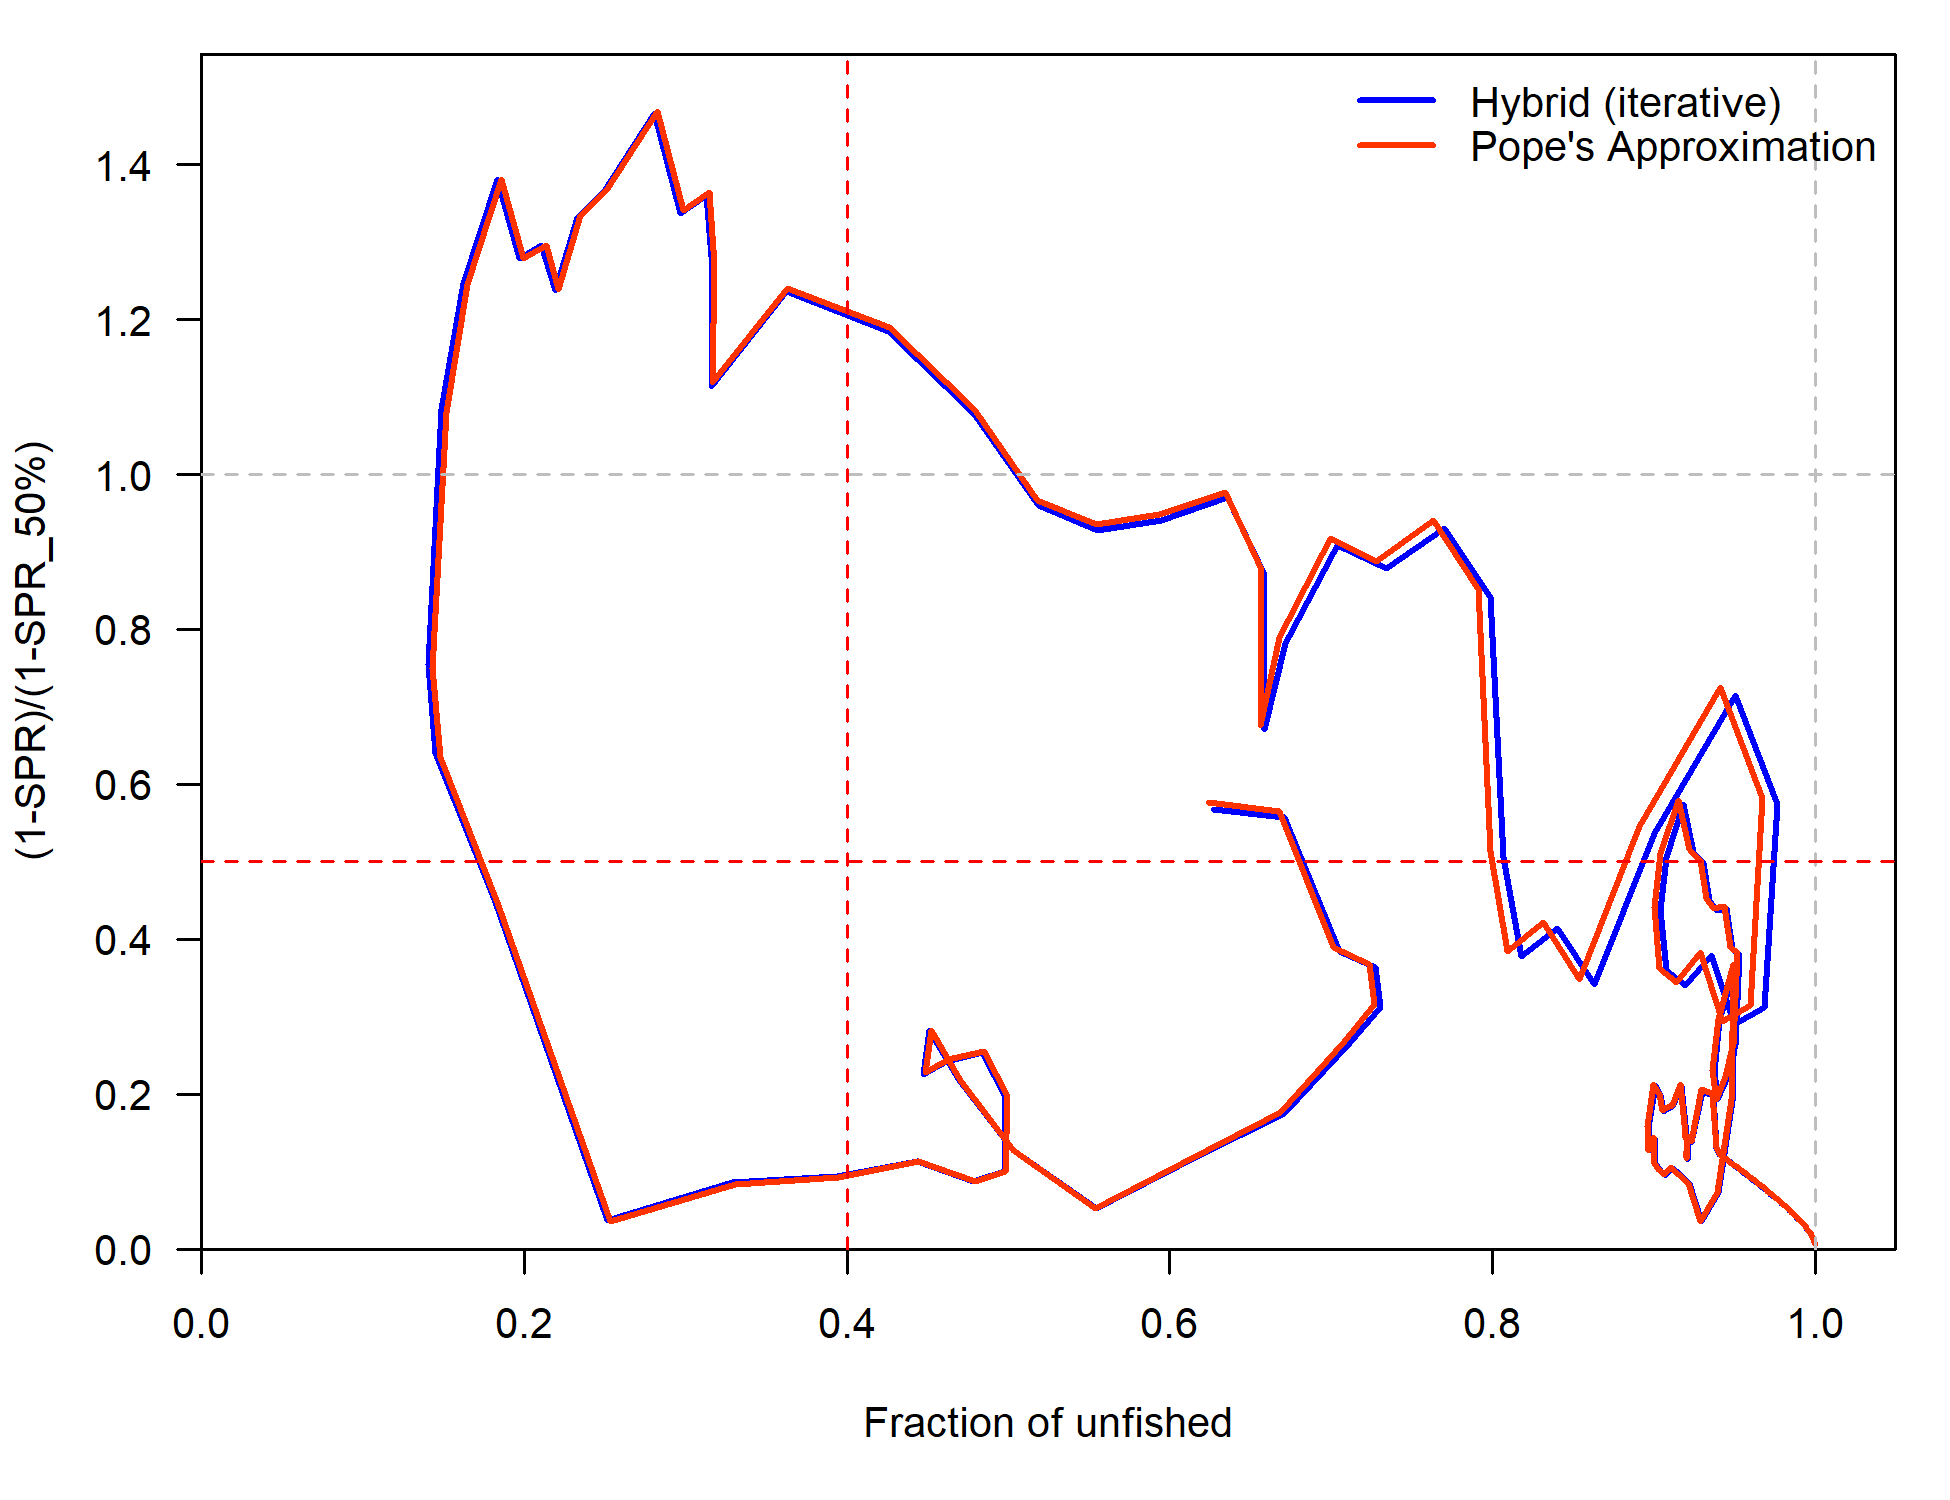 Hybrid (iterative)
Pope's Approximation
(1-SPR)/(1-SPR_50%)
1.4
1.2
1.0
0.8
0.6
0.4
0.2
0.0
0.0 0.2 0.4 0.6 0.8 1.0
Fraction of unfished